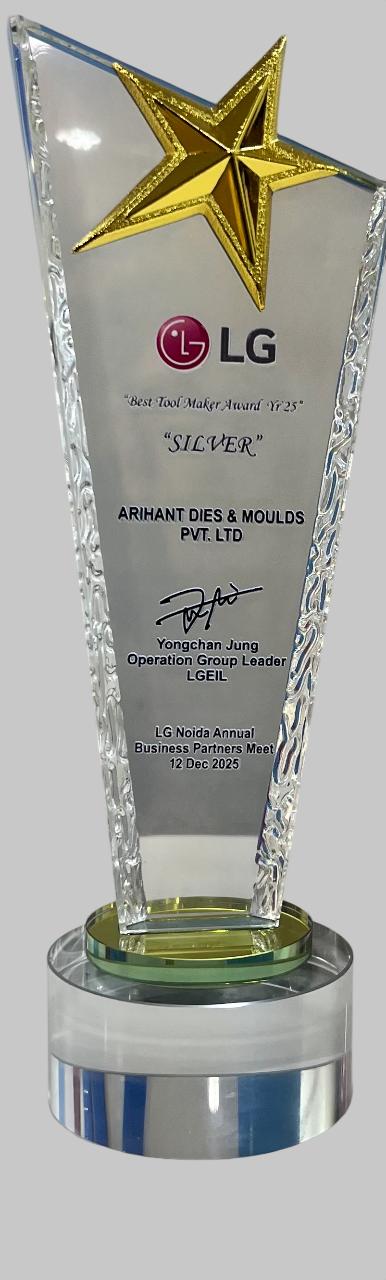 LG
"Best Tool Maker Award Yr'25"
"SILVER"
ARIHANT DIES & MOULDS
PVT. LTD
Yongchan Jung
Operation Group Leader
LGEIL
LG Noida Annual
Business Partners Meet
12 Dec 2025